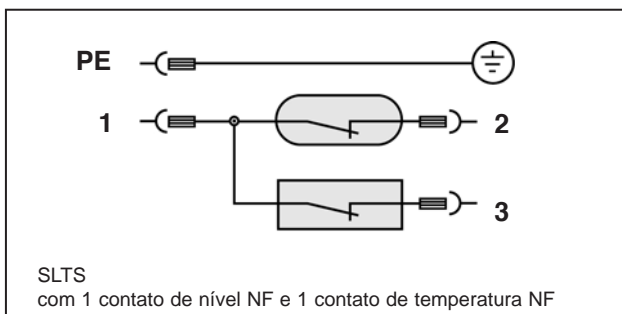 PE
1
2
3
SLTS
com 1 contato de nível NF e 1 contato de temperatura NF